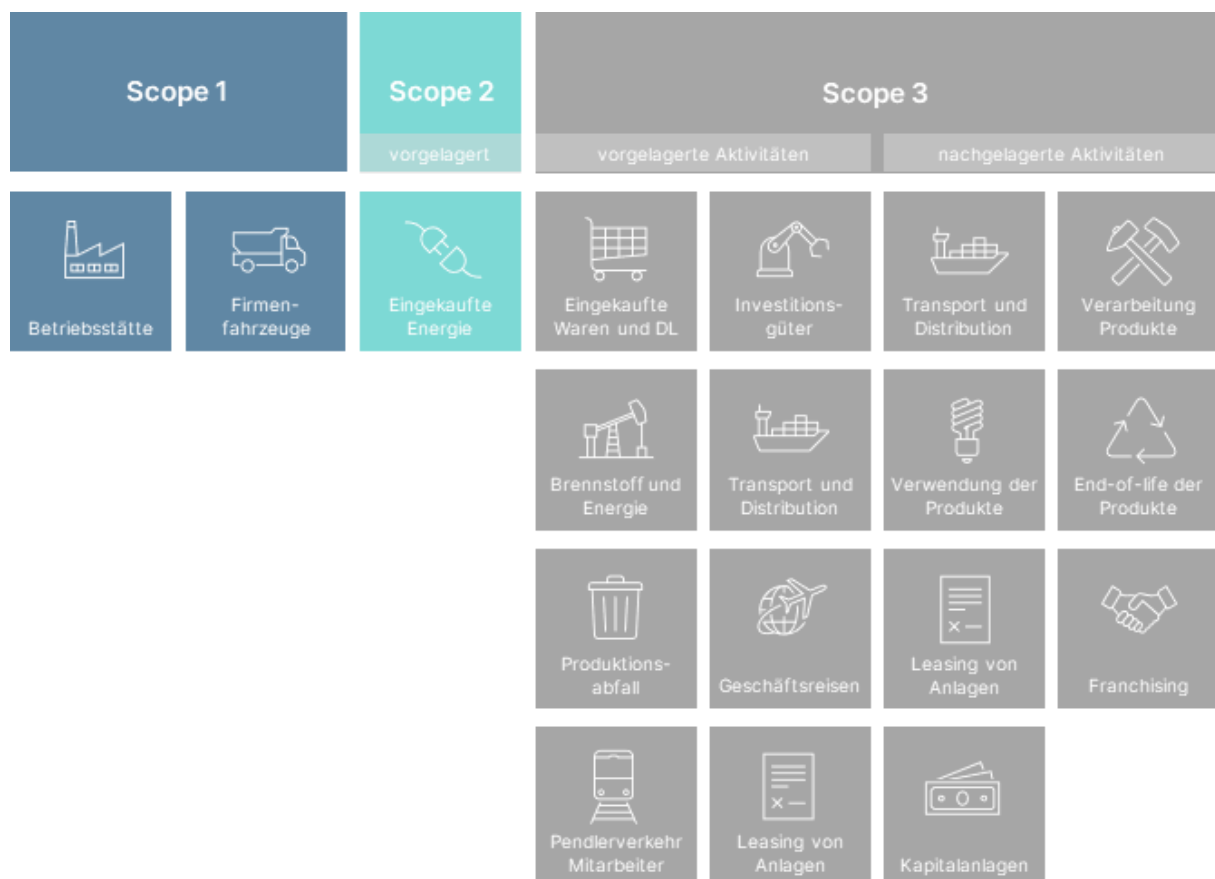 Scope 1
Scope 2
Scope 3
vorgelagert
vorgelagerte Aktivitäten
nachgelagerte Aktivitäten
Betriebsstätte
Firmen-
fahrzeuge
Eingekaufte
Energie
Eingekaufte
Waren und DL
Investitions-
güter
Transport und
Distribution
Verarbeitung
Produkte
Brennstoff und
Energie
Transport und
Distribution
Verwendung der
Produkte
End-of-life der
Produkte
Produktions-
abfall
Geschäftsreisen
Leasing von
Anlagen
Franchising
Pendlerverkehr
Mitarbeiter
Leasing von
Anlagen
Kapitalanlagen